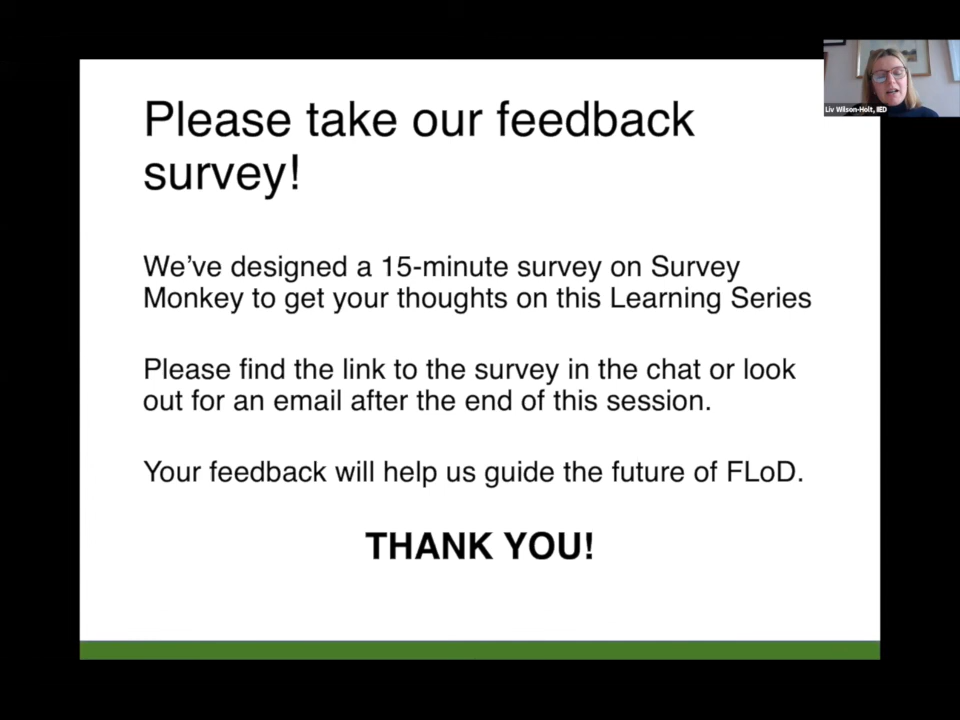 Please take our feedback
survey!
We’ve designed a 15-minute survey on Survey
Monkey to get your thoughts on this Learning Series
Please find the link to the survey in the chat or look
out for an email after the end of this session.
Your feedback will help us guide the future of FLoD.
THANK YOU!
Liv Wilson-Holt, IIED